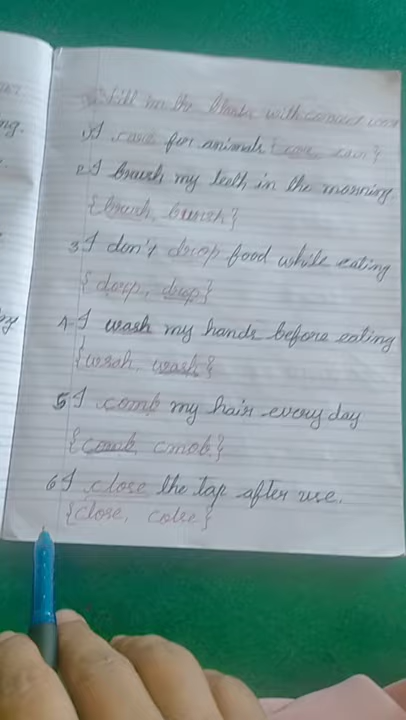 Fill in the blanks with correct word
1) I care for animals {care, raci}
2 I brush my teeth in the morning.
{brush, bursh}
3 I don't drop food while eating
{dorp, drop}
4 I wash my hands before eating
{wsah, wash}
5 I comb my hair every day
{comb, cmob}
6 I close the tap after use.
{close, colse}
ng.